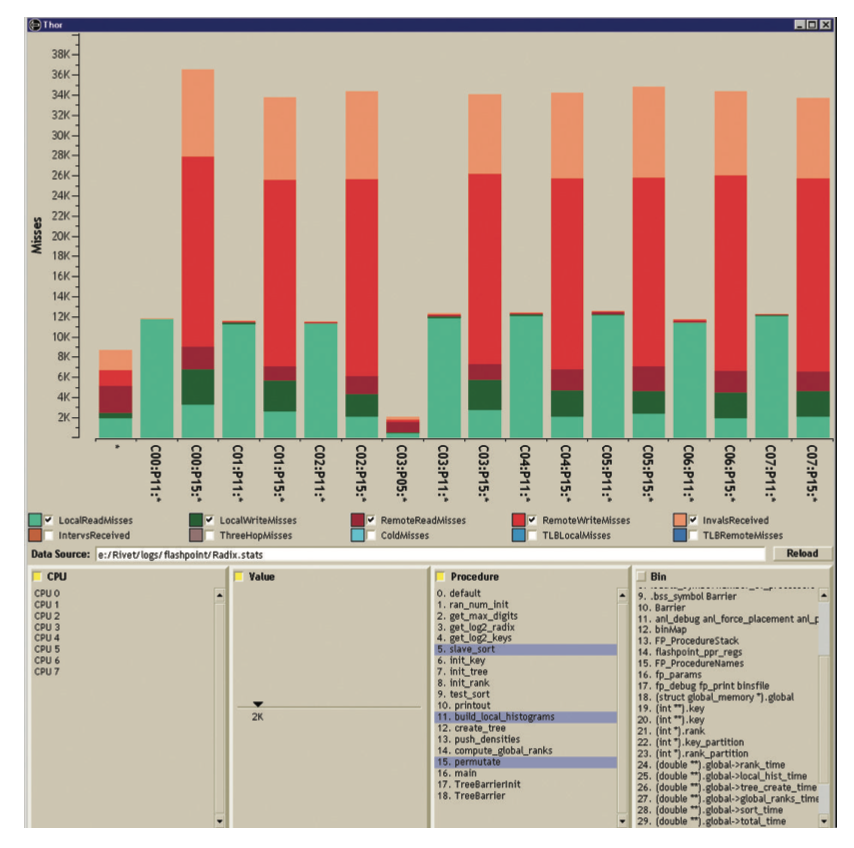 Thor
38K
36K
34K
32K
30K
28K
26K
24K
22K
20K
18K
16K
14K
12K
10K
8K
6K
4K
2K
Misses
*
C00:P11:*
C00:P15:*
C01:P11:*
C01:P15:*
C02:P11:*
C02:P15:*
C03:P05:*
C03:P11:*
C03:P15:*
C04:P11:*
C04:P15:*
C05:P11:*
C05:P15:*
C06:P11:*
C06:P15:*
C07:P11:*
C07:P15:*
LocalReadMisses LocalWriteMisses RemoteReadMisses RemoteWriteMisses InvalsReceived
IntervsReceived ThreeHopMisses ColdMisses TLBLocalMisses TLBRemoteMisses
Data Source: e:/Rivet/logs/flashpoint/Radix.stats Reload
CPU
CPU 0
CPU 1
CPU 2
CPU 3
CPU 4
CPU 5
CPU 6
CPU 7
Value
2K
Procedure
0. default
1. ran_num_init
2. get_max_digits
3. get_log2_radix
4. get_log2_keys
5. slave_sort
6. init_key
7. init_tree
8. init_rank
9. test_sort
10. printout
11. build_local_histograms
12. create_tree
13. push_densities
14. compute_global_ranks
15. permutate
16. main
17. TreeBarrierInit
18. TreeBarrier
Bin
9. .bss_symbol Barrier
10. Barrier
11. anl_debug anl_force_placement anl_p
12. binMap
13. FP_ProcedureStack
14. flashpoint_ppr_regs
15. FP_ProcedureNames
16. fp_params
17. fp_debug fp_print binsfile
18. (struct global_memory *).global
19. (int **).key
20. (int **).key
21. (int *).rank
22. (int *).key_partition
23. (int *).rank_partition
24. (double **).global->rank_time
25. (double **).global->local_hist_time
26. (double **).global->tree_create_time
27. (double **).global->global_ranks_time
28. (double **).global->sort_time
29. (double **).global->total_time